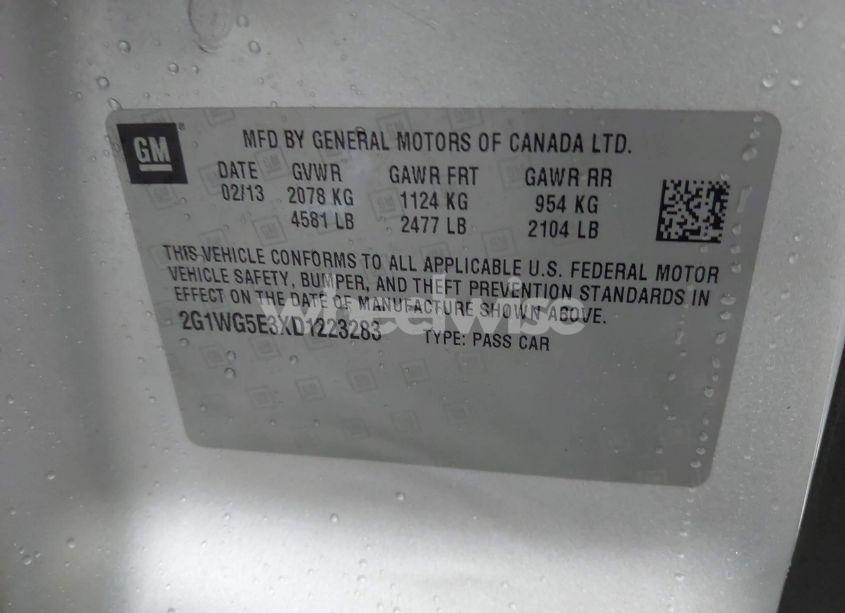 GM ®
MFD BY GENERAL MOTORS OF CANADA LTD.
DATE GVWR GAWR FRT GAWR RR
02/13 2078 KG 1124 KG 954 KG
4581 LB 2477 LB 2104 LB
THIS VEHICLE CONFORMS TO ALL APPLICABLE U.S. FEDERAL MOTOR
VEHICLE SAFETY, BUMPER, AND THEFT PREVENTION STANDARDS IN
EFFECT ON THE DATE OF MANUFACTURE SHOWN ABOVE.
wheelwise
2G1WG5E3XD1223283 TYPE: PASS CAR